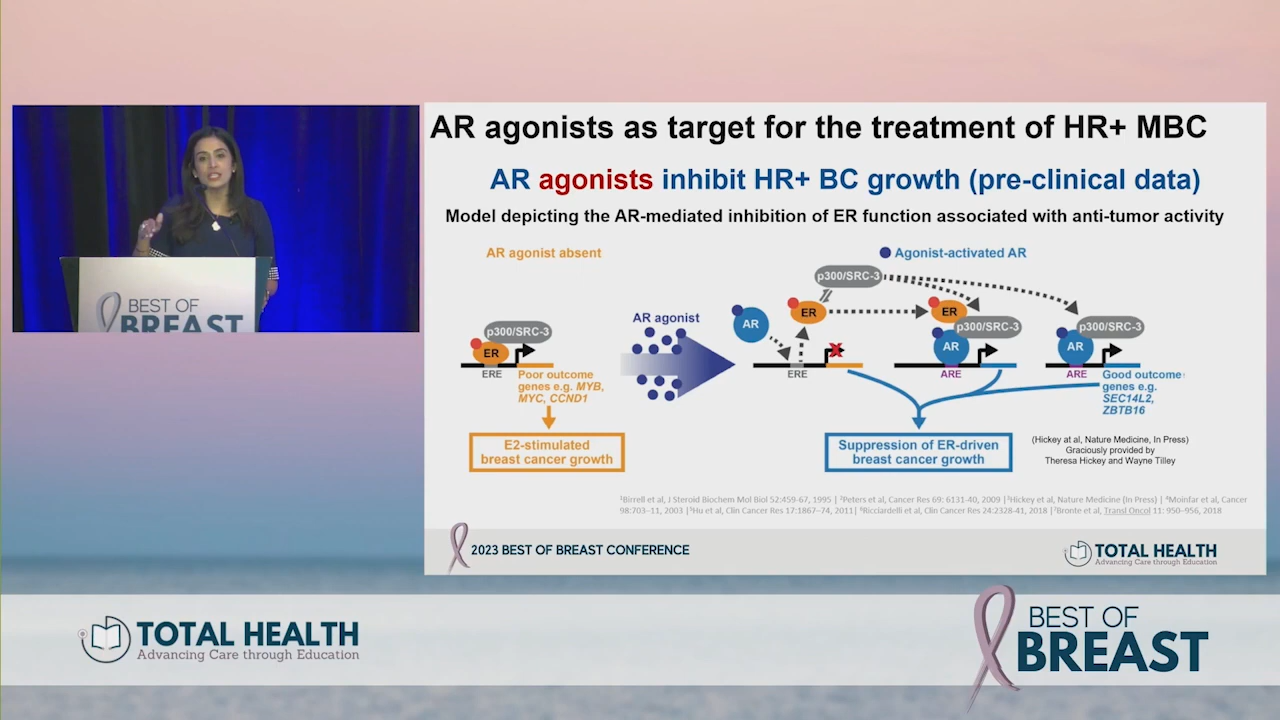 AR agonists as target for the treatment of HR+ MBC
AR agonists inhibit HR+ BC growth (pre-clinical data)
Model depicting the AR-mediated inhibition of ER function associated with anti-tumor activity
AR agonist absent
Agonist-activated AR
p300/SRC-3
ER
ERE
Poor outcome
genes e.g. MYB,
MYC, CCND1
E2-stimulated
breast cancer growth
AR agonist
AR
ER
p300/SRC-3
ERE
ER
p300/SRC-3
AR
ARE
p300/SRC-3
AR
ARE
Good outcome
genes e.g.
SEC14L2,
ZBTB16
Suppression of ER-driven
breast cancer growth
(Hickey at al, Nature Medicine, In Press)
Graciously provided by
Theresa Hickey and Wayne Tilley
¹Birrell et al, J Steroid Biochem Mol Biol 52:459-67, 1995 | ²Peters et al, Cancer Res 69: 6131-40, 2009 | ³Hickey et al, Nature Medicine (In Press) | ⁴Moinfar et al, Cancer
98:703–11, 2003 | ⁵Hu et al, Clin Cancer Res 17:1867–74, 2011| ⁶Ricciardelli et al, Clin Cancer Res 24:2328-41, 2018 | ⁷Bronte et al, Transl Oncol 11: 950–956, 2018
2023 BEST OF BREAST CONFERENCE
TOTAL HEALTH
Advancing Care through Education
BEST OF
BREAST
TOTAL HEALTH
Advancing Care through Education
BEST OF
BREAST